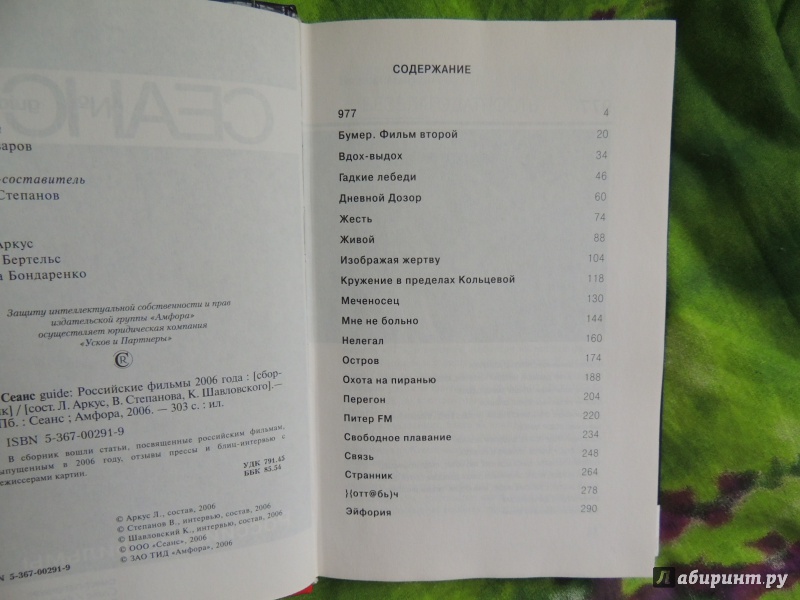 СЕАНС
е
варов
-составитель
Степанов
Аркус
Бертельс
а Бондаренко
Защиту интеллектуальной собственности и прав
издательской группы «Амфора»
осуществляет юридическая компания
«Усков и Партнеры»
Сеанс guide: Российские фильмы 2006 года : [сбор-
ник] / [сост. Л. Аркус, В. Степанова, К. Шавловского].—
Пб. : Сеанс ; Амфора, 2006. — 303 с. : ил.
ISBN 5-367-00291-9
В сборник вошли статьи, посвященные российским фильмам,
выпущенным в 2006 году, отзывы прессы и блиц-интервью с
режиссерами картин.
УДК 791.43
ББК 85.54
© Аркус Л., состав, 2006
© Степанов В., интервью, состав, 2006
© Шавловский К., интервью, состав, 2006
© ООО «Сеанс», 2006
© ЗАО ТИД «Амфора», 2006
N 5-367-00291-9
СОДЕРЖАНИЕ
977 4
Бумер. Фильм второй 20
Вдох-выдох 34
Гадкие лебеди 46
Дневной Дозор 60
Жесть 74
Живой 88
Изображая жертву 104
Кружение в пределах Кольцевой 118
Меченосец 130
Мне не больно 144
Нелегал 160
Остров 174
Охота на пиранью 188
Перегон 204
Питер FM 220
Свободное плавание 234
Связь 248
Странник 264
}{отт@бь)ч 278
Эйфория 290
Лабиринт.ру